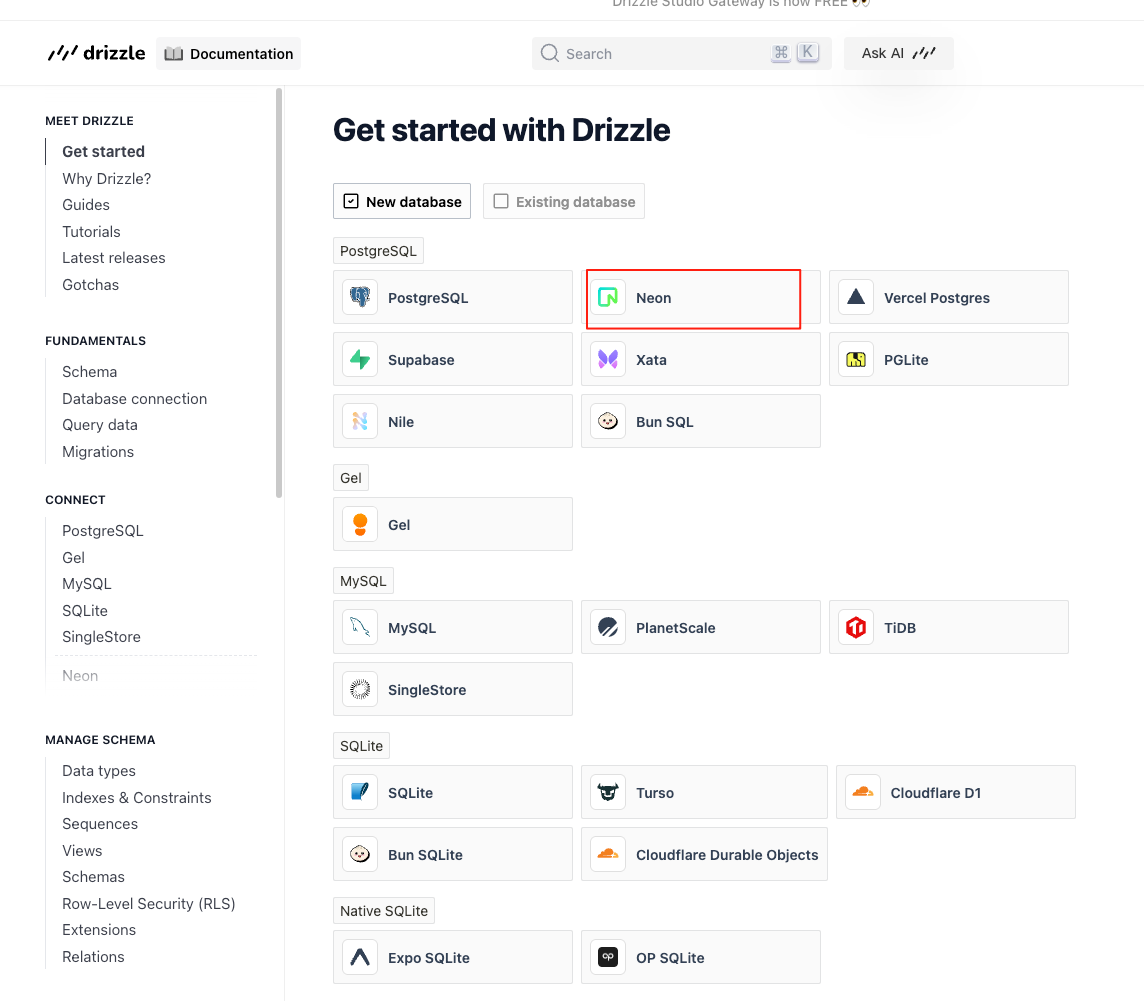 Drizzle Studio Gateway is now FREE 👀
drizzle
Documentation
Search
⌘ K
Ask AI
MEET DRIZZLE
Get started
Why Drizzle?
Guides
Tutorials
Latest releases
Gotchas
FUNDAMENTALS
Schema
Database connection
Query data
Migrations
CONNECT
PostgreSQL
Gel
MySQL
SQLite
SingleStore
Neon
MANAGE SCHEMA
Data types
Indexes & Constraints
Sequences
Views
Schemas
Row-Level Security (RLS)
Extensions
Relations
Get started with Drizzle
New database
Existing database
PostgreSQL
PostgreSQL
Neon
Vercel Postgres
Supabase
Xata
PGLite
Nile
Bun SQL
Gel
Gel
MySQL
MySQL
PlanetScale
TiDB
SingleStore
SQLite
SQLite
Turso
Cloudflare D1
Bun SQLite
Cloudflare Durable Objects
Native SQLite
Expo SQLite
op
OP SQLite